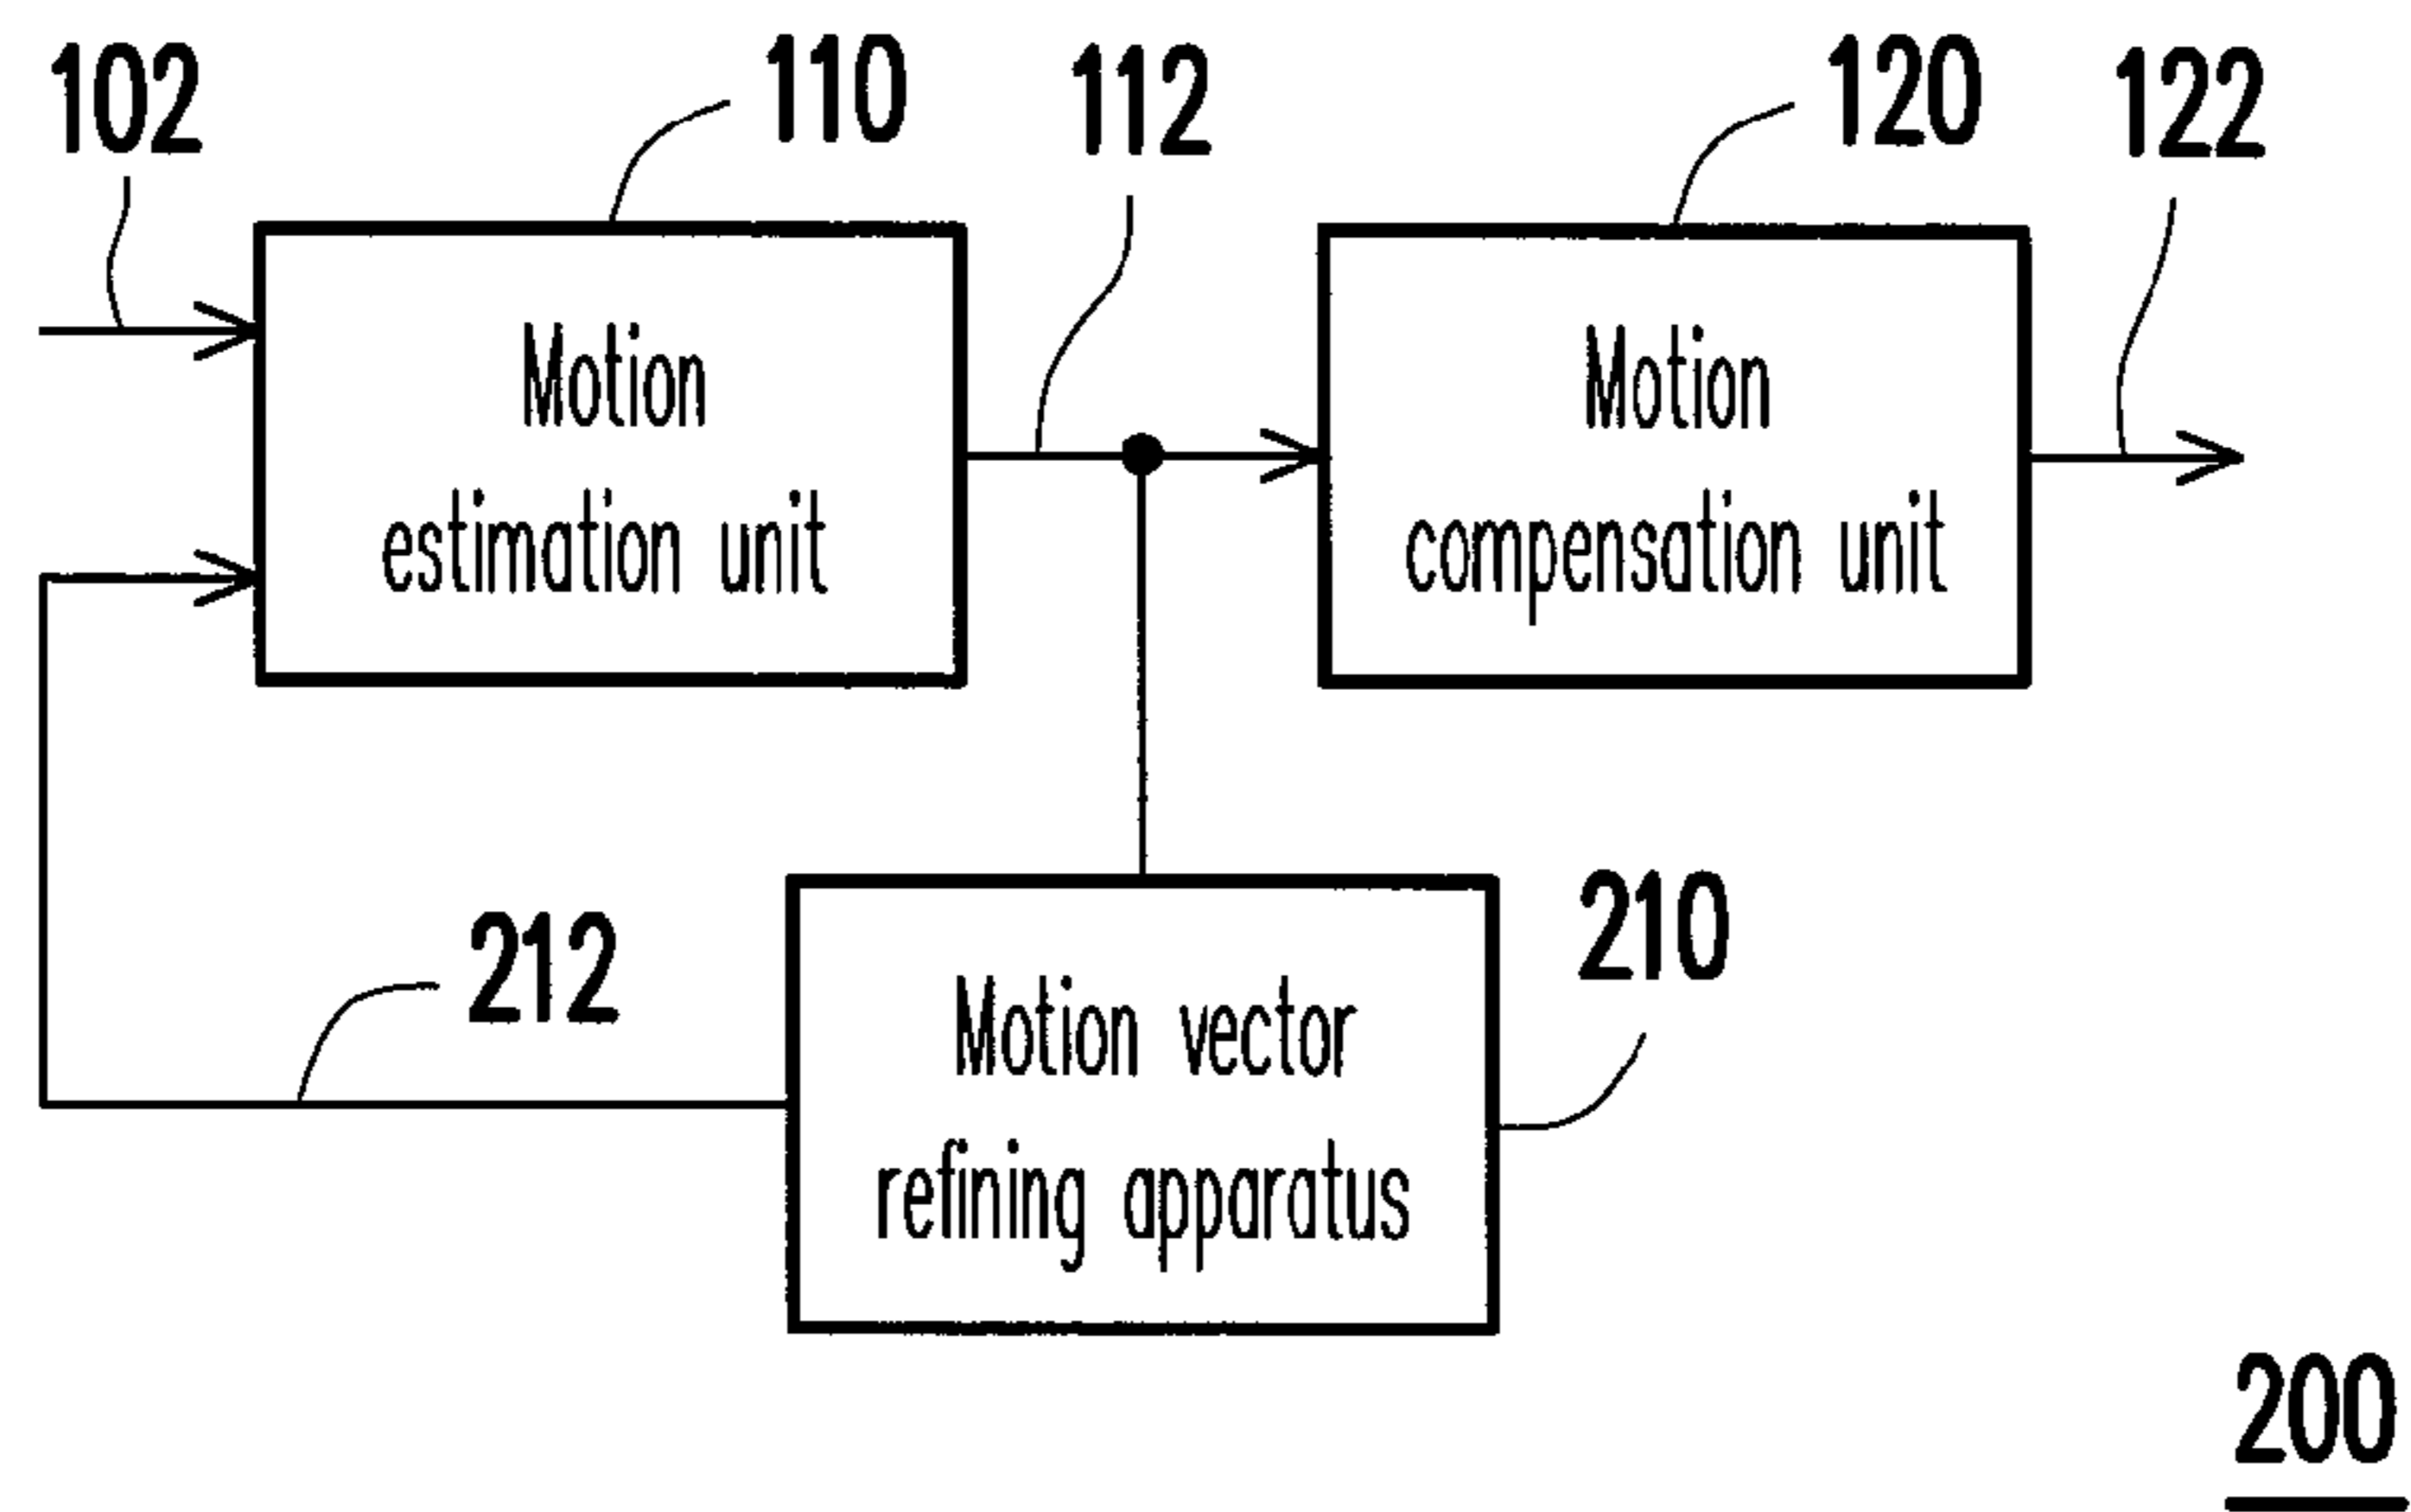 102
110
112
120
122
Motion
estimation unit
Motion
compensation unit
212
210
Motion vector
refining apparatus
200